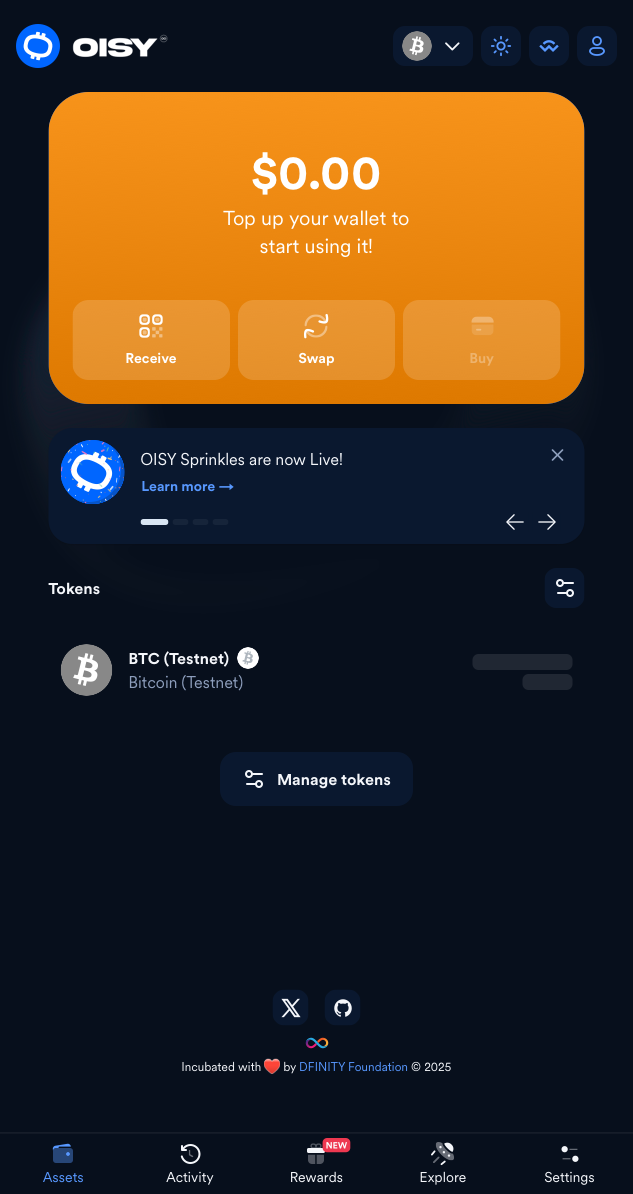 OISY
$0.00
Top up your wallet to
start using it!
Receive
Swap
Buy
OISY Sprinkles are now Live!
Learn more →
Tokens
BTC (Testnet)
Bitcoin (Testnet)
Manage tokens
Incubated with ❤️ by DFINITY Foundation © 2025
NEW
Assets
Activity
Rewards
Explore
Settings